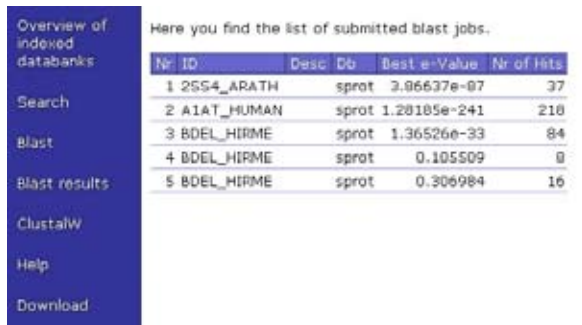 Overview of
indexed
databanks
Search
Blast
Blast results
ClustalW
Help
Download
Here you find the list of submitted blast jobs.
Nr ID Desc Db Best e-Value Nr of Hits
1 2SS4_ARATH sprot 3.86637e-87 37
2 A1AT_HUMAN sprot 1.28185e-241 218
3 BDEL_HIRME sprot 1.36526e-33 84
4 BDEL_HIRME sprot 0.105509 8
5 BDEL_HIRME sprot 0.306984 16